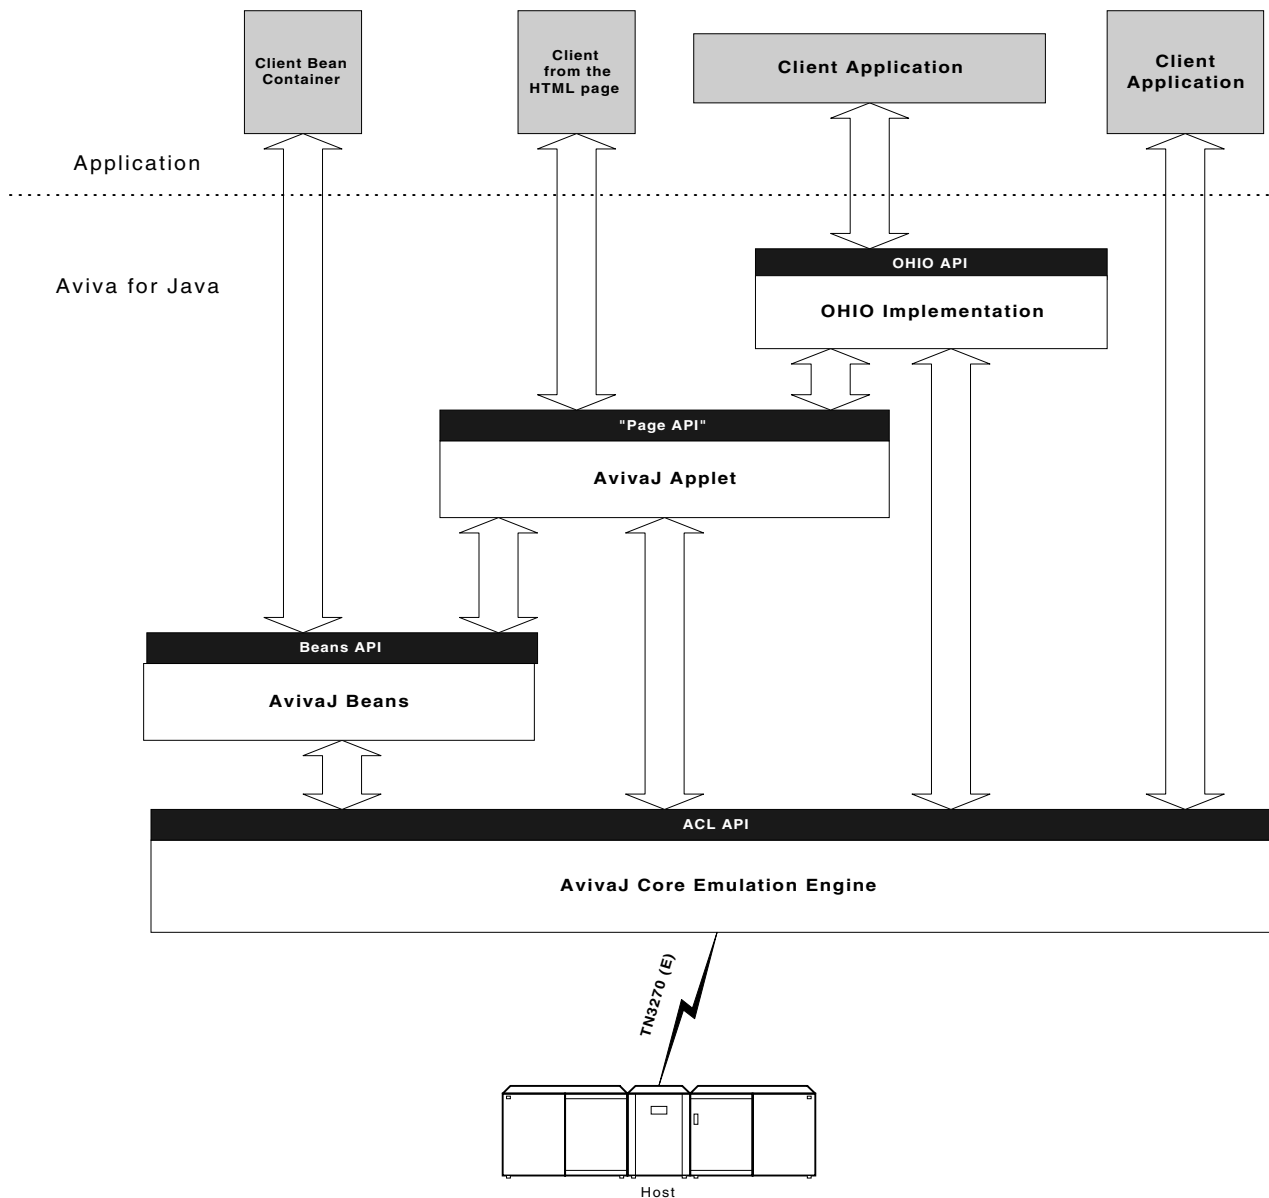 Client Bean
Container
Client
from the
HTML page
Client Application
Client
Application
Application
Aviva for Java
OHIO API
OHIO Implementation
"Page API"
AvivaJ Applet
Beans API
AvivaJ Beans
ACL API
AvivaJ Core Emulation Engine
TN3270 (E)
Host